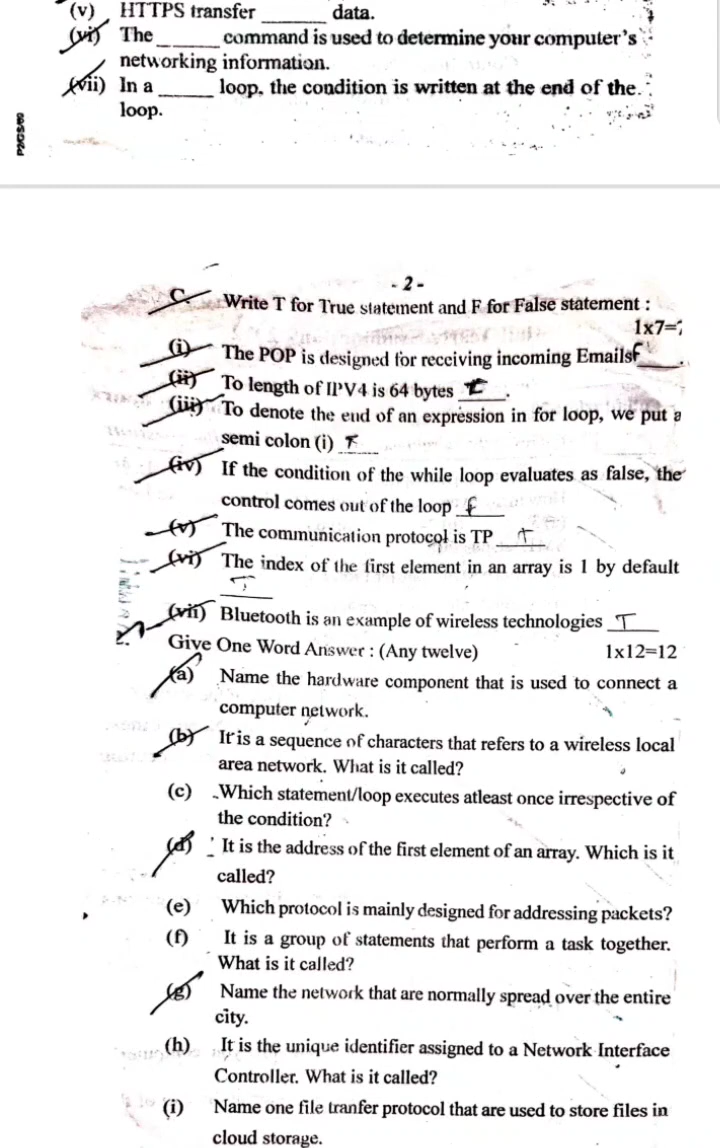 (v) HTTPS transfer ______ data.
(vi) The ______ command is used to determine your computer's
networking information.
(vii) In a _____ loop, the condition is written at the end of the
loop.
- 2 -
C. Write T for True statement and F for False statement :
1x7=
(i) The POP is designed for receiving incoming Emails F ____.
(ii) To length of IPV4 is 64 bytes ____.
(iii) To denote the end of an expression in for loop, we put a
semi colon (i) F
(iv) If the condition of the while loop evaluates as false, the
control comes out of the loop f
(v) The communication protocol is TP T
(vi) The index of the first element in an array is 1 by default
T
(vii) Bluetooth is an example of wireless technologies T
2. Give One Word Answer : (Any twelve) 1x12=12
(a) Name the hardware component that is used to connect a
computer network.
(b) It is a sequence of characters that refers to a wireless local
area network. What is it called?
(c) Which statement/loop executes atleast once irrespective of
the condition?
(d) It is the address of the first element of an array. Which is it
called?
(e) Which protocol is mainly designed for addressing packets?
(f) It is a group of statements that perform a task together.
What is it called?
(g) Name the network that are normally spread over the entire
city.
(h) It is the unique identifier assigned to a Network Interface
Controller. What is it called?
(i) Name one file tranfer protocol that are used to store files in
cloud storage.